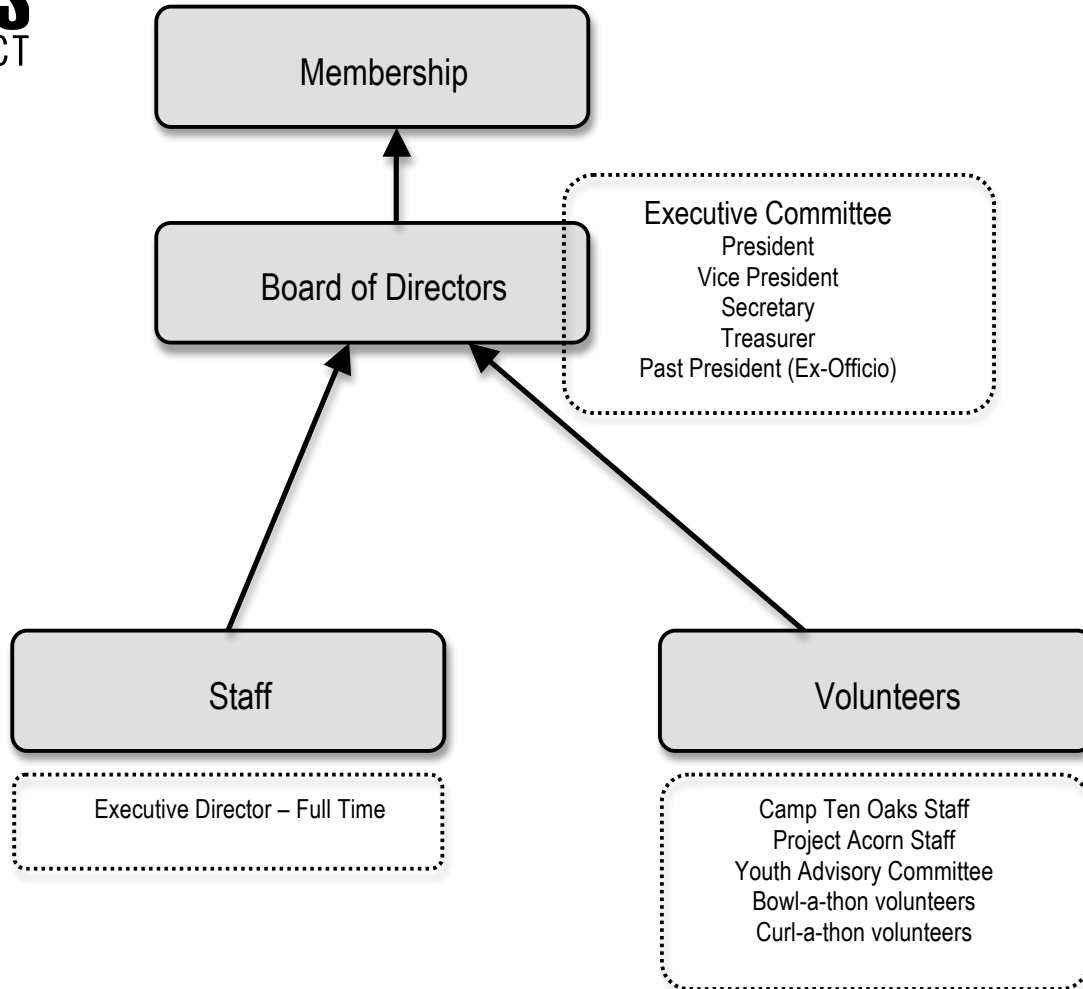 CT
Membership
Executive Committee
President
Vice President
Board of Directors
Secretary
Treasurer
Past President (Ex-Officio)
Staff
Volunteers
Executive Director – Full Time
Camp Ten Oaks Staff
Project Acorn Staff
Youth Advisory Committee
Bowl-a-thon volunteers
Curl-a-thon volunteers